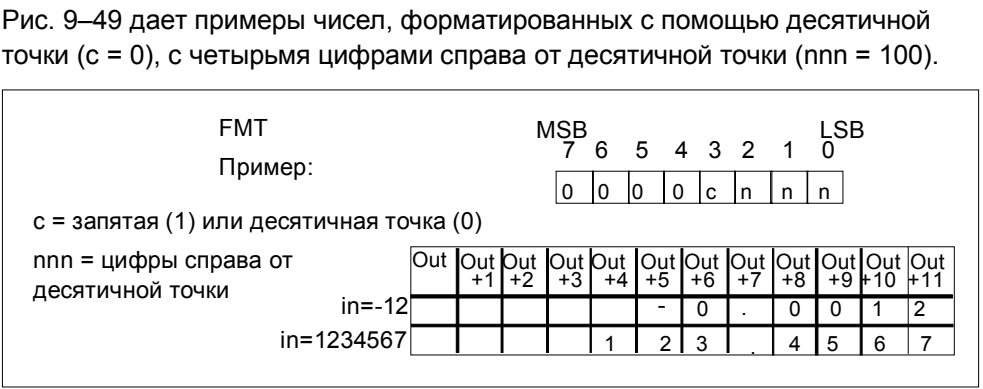 Рис. 9–49 дает примеры чисел, форматированных с помощью десятичной
точки (с = 0), с четырьмя цифрами справа от десятичной точки (nnn = 100).
FMT MSB LSB
7 6 5 4 3 2 1 0
Пример:
0 0 0 0 c n n n
c = запятая (1) или десятичная точка (0)
nnn = цифры справа от
десятичной точки
Out Out Out Out Out Out Out Out Out Out Out Out
+1 +2 +3 +4 +5 +6 +7 +8 +9 +10 +11
in=-12 - 0 . 0 0 1 2
in=1234567 1 2 3 . 4 5 6 7